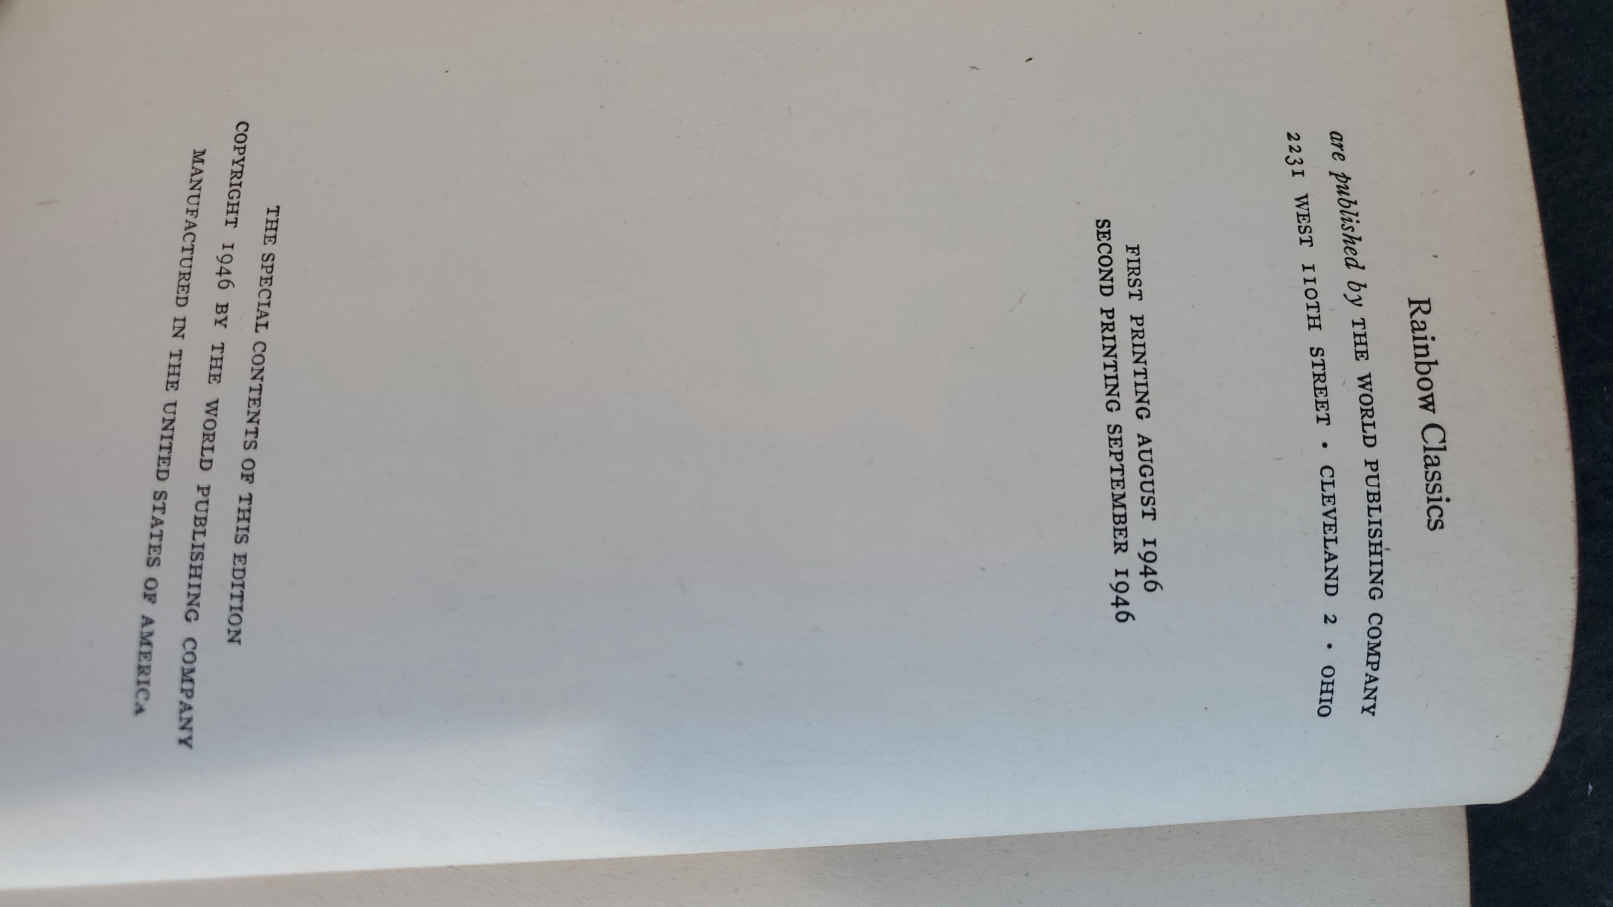 Rainbow Classics
are published by THE WORLD PUBLISHING COMPANY
2231 WEST 110TH STREET · CLEVELAND 2 · OHIO
FIRST PRINTING AUGUST 1946
SECOND PRINTING SEPTEMBER 1946
THE SPECIAL CONTENTS OF THIS EDITION
COPYRIGHT 1946 BY THE WORLD PUBLISHING COMPANY
MANUFACTURED IN THE UNITED STATES OF AMERICA